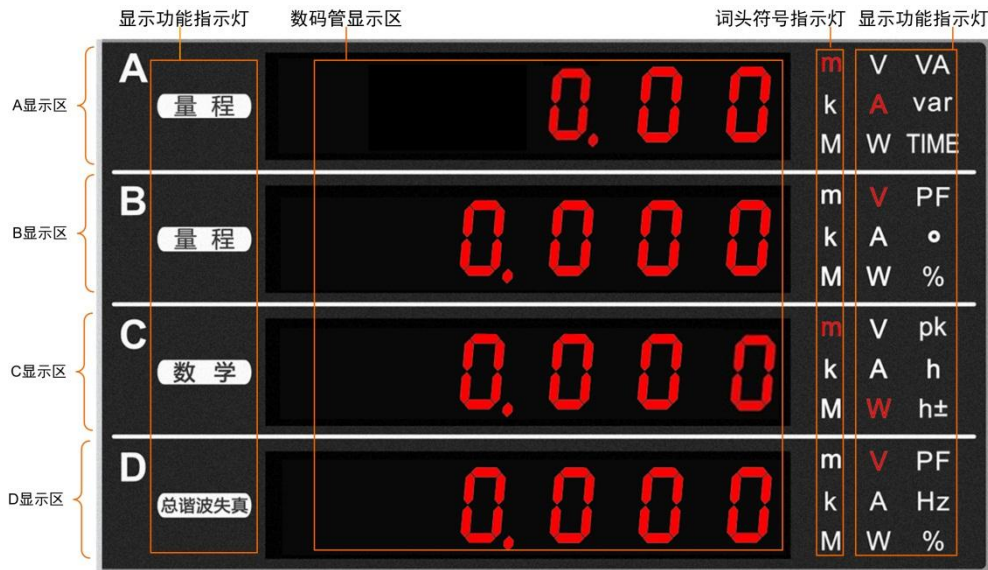 显示功能指示灯 数码管显示区 词头符号指示灯 显示功能指示灯
A显示区
A
量程
0.00
m V VA
k A var
M W TIME
B显示区
B
量程
0.000
m V PF
k A °
M W %
C显示区
C
数学
0.000
m V pk
k A h
M W h±
D显示区
D
总谐波失真
0.000
m V PF
k A Hz
M W %